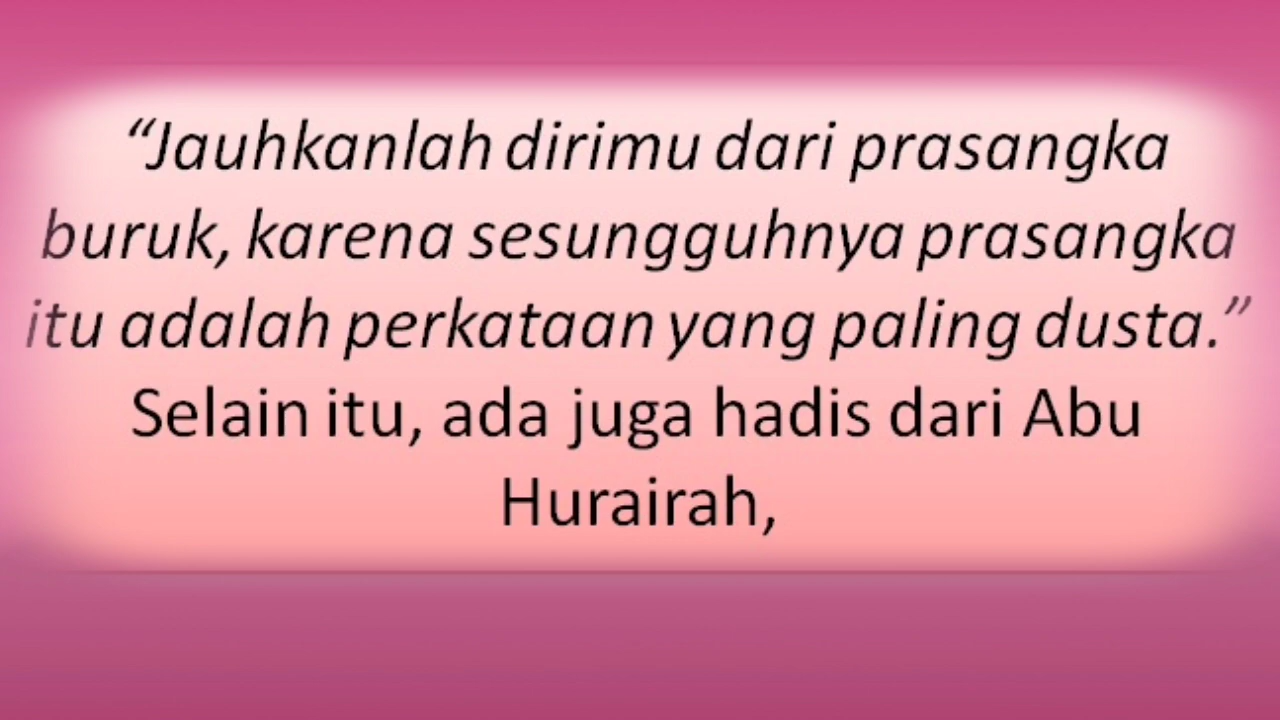 “Jauhkanlah dirimu dari prasangka
buruk, karena sesungguhnya prasangka
itu adalah perkataan yang paling dusta.”
Selain itu, ada juga hadis dari Abu
Hurairah,